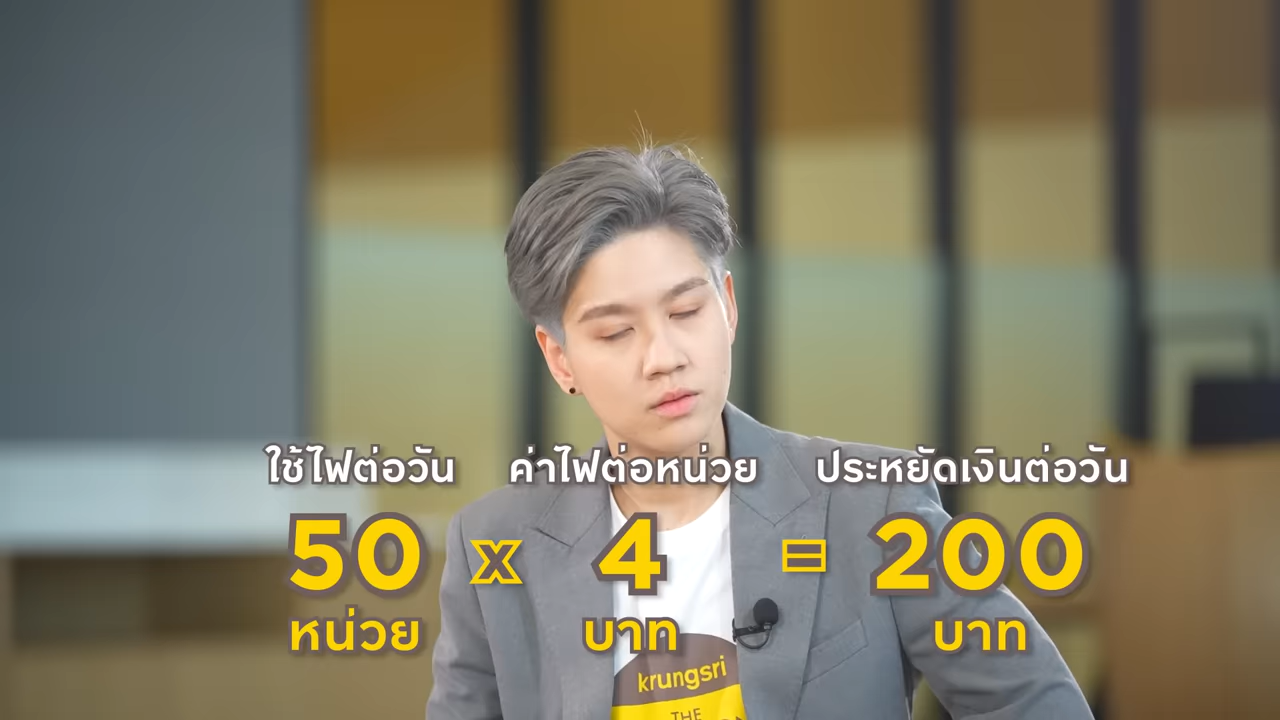 ใช้ไฟต่อวัน ค่าไฟต่อหน่วย ประหยัดเงินต่อวัน
50 x 4 = 200
หน่วย บาท บาท
krungsri
THE